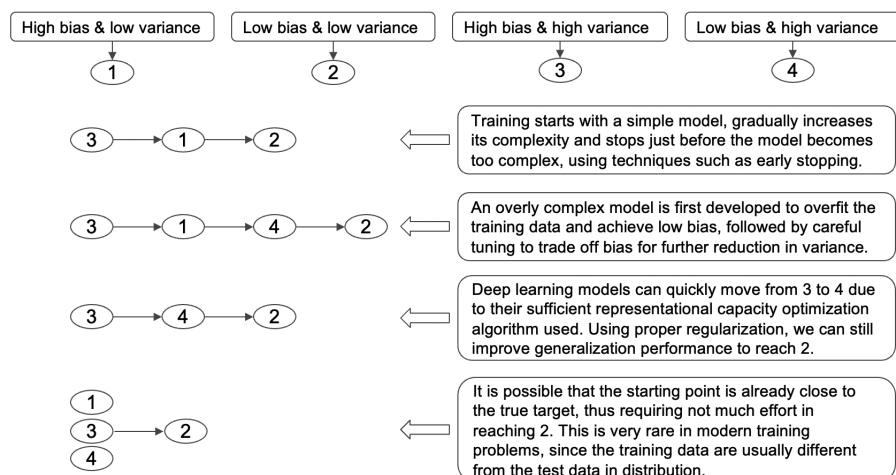 High bias & low variance
Low bias & low variance
High bias & high variance
Low bias & high variance
1
2
3
4
3
1
2
Training starts with a simple model, gradually increases
its complexity and stops just before the model becomes
too complex, using techniques such as early stopping.
3
1
4
2
An overly complex model is first developed to overfit the
training data and achieve low bias, followed by careful
tuning to trade off bias for further reduction in variance.
3
4
2
Deep learning models can quickly move from 3 to 4 due
to their sufficient representational capacity optimization
algorithm used. Using proper regularization, we can still
improve generalization performance to reach 2.
1
3
2
4
It is possible that the starting point is already close to
the true target, thus requiring not much effort in
reaching 2. This is very rare in modern training
problems, since the training data are usually different
from the test data in distribution.